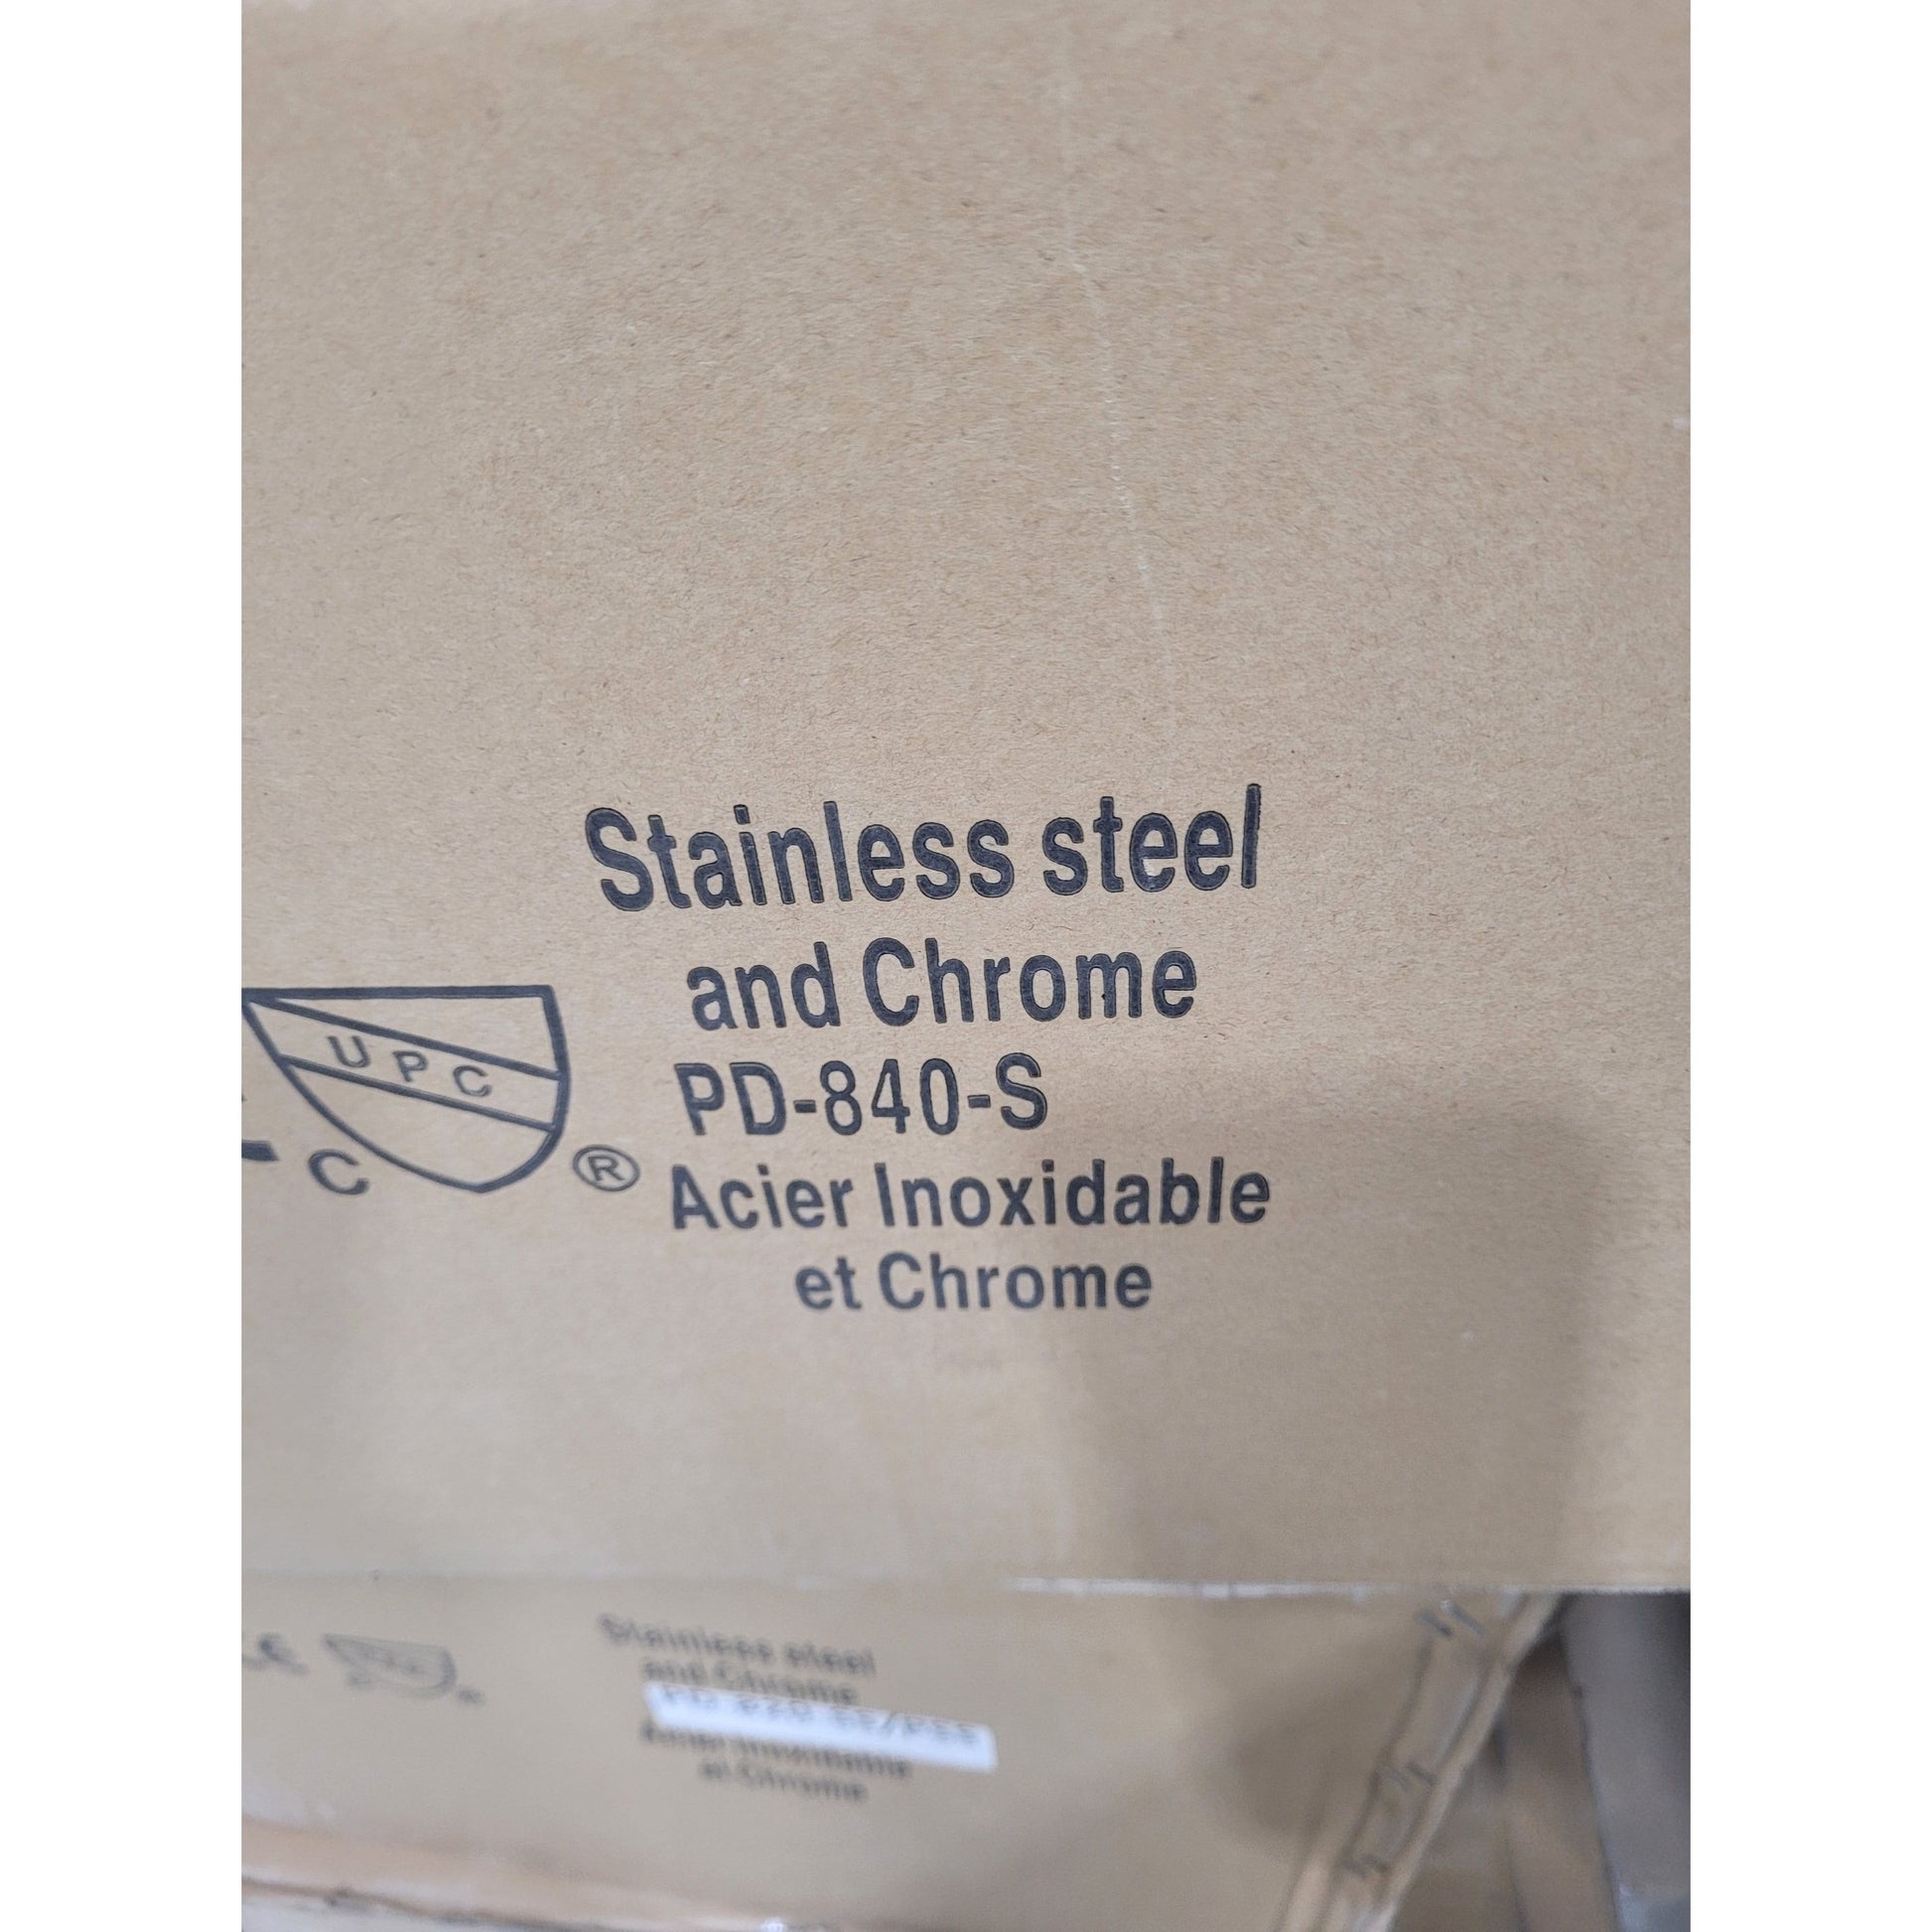 Stainless steel
and Chrome
UPC
PD-840-S
C
®
Acier Inoxidable
et Chrome
Stainless steel
and Chrome
Acier Inoxidable
et Chrome